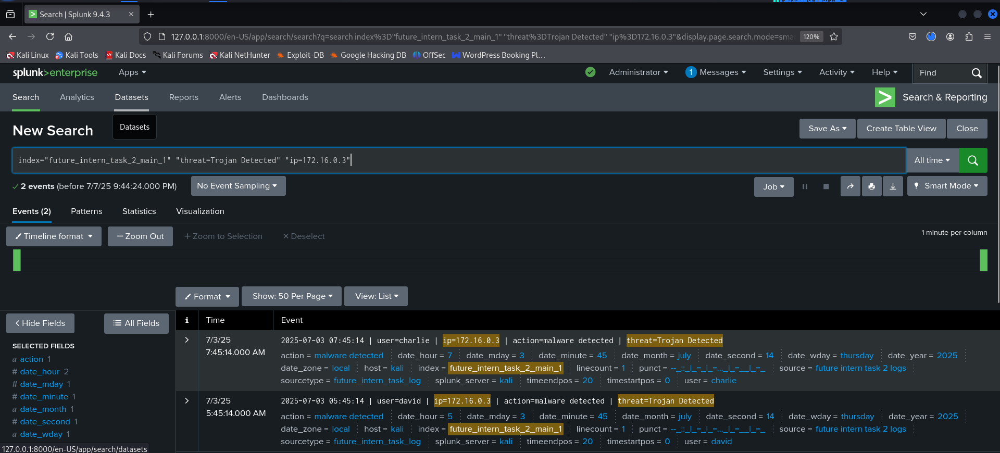 Search | Splunk 9.4.3
127.0.0.1:8000/en-US/app/search/search?q=search index%3D"future_intern_task_2_main_1" "threat%3DTrojan Detected" "ip%3D172.16.0.3"&display.page.search.mode=sma
120%
Kali Linux Kali Tools Kali Docs Kali Forums Kali NetHunter Exploit-DB Google Hacking DB OffSec WordPress Booking Pl…
splunk>enterprise Apps Administrator 1 Messages Settings Activity Help Find
Search Analytics Datasets Reports Alerts Dashboards Search & Reporting
New Search Datasets Save As Create Table View Close
index="future_intern_task_2_main_1" "threat=Trojan Detected" "ip=172.16.0.3" All time
2 events (before 7/7/25 9:44:24.000 PM) No Event Sampling Job Smart Mode
Events (2) Patterns Statistics Visualization
Timeline format Zoom Out + Zoom to Selection × Deselect 1 minute per column
Format Show: 50 Per Page View: List
Hide Fields All Fields
i Time Event
SELECTED FIELDS
a action 1
# date_hour 2
# date_mday 1
# date_minute 1
a date_month 1
# date_second 1
a date_wday 1
7/3/25
7:45:14.000 AM
2025-07-03 07:45:14 | user=charlie | ip=172.16.0.3 | action=malware detected | threat=Trojan Detected
action = malware detected date_hour = 7 date_mday = 3 date_minute = 45 date_month = july date_second = 14 date_wday = thursday date_year = 2025
date_zone = local host = kali index = future_intern_task_2_main_1 linecount = 1 punct = --_::_|_=_|_=..._|_=__|_=_ source = future intern task 2 logs
sourcetype = future_intern_task_log splunk_server = kali timeendpos = 20 timestartpos = 0 user = charlie
7/3/25
5:45:14.000 AM
2025-07-03 05:45:14 | user=david | ip=172.16.0.3 | action=malware detected | threat=Trojan Detected
action = malware detected date_hour = 5 date_mday = 3 date_minute = 45 date_month = july date_second = 14 date_wday = thursday date_year = 2025
date_zone = local host = kali index = future_intern_task_2_main_1 linecount = 1 punct = --_::_|_=_|_=..._|_=__|_=_ source = future intern task 2 logs
sourcetype = future_intern_task_log splunk_server = kali timeendpos = 20 timestartpos = 0 user = david
127.0.0.1:8000/en-US/app/search/datasets